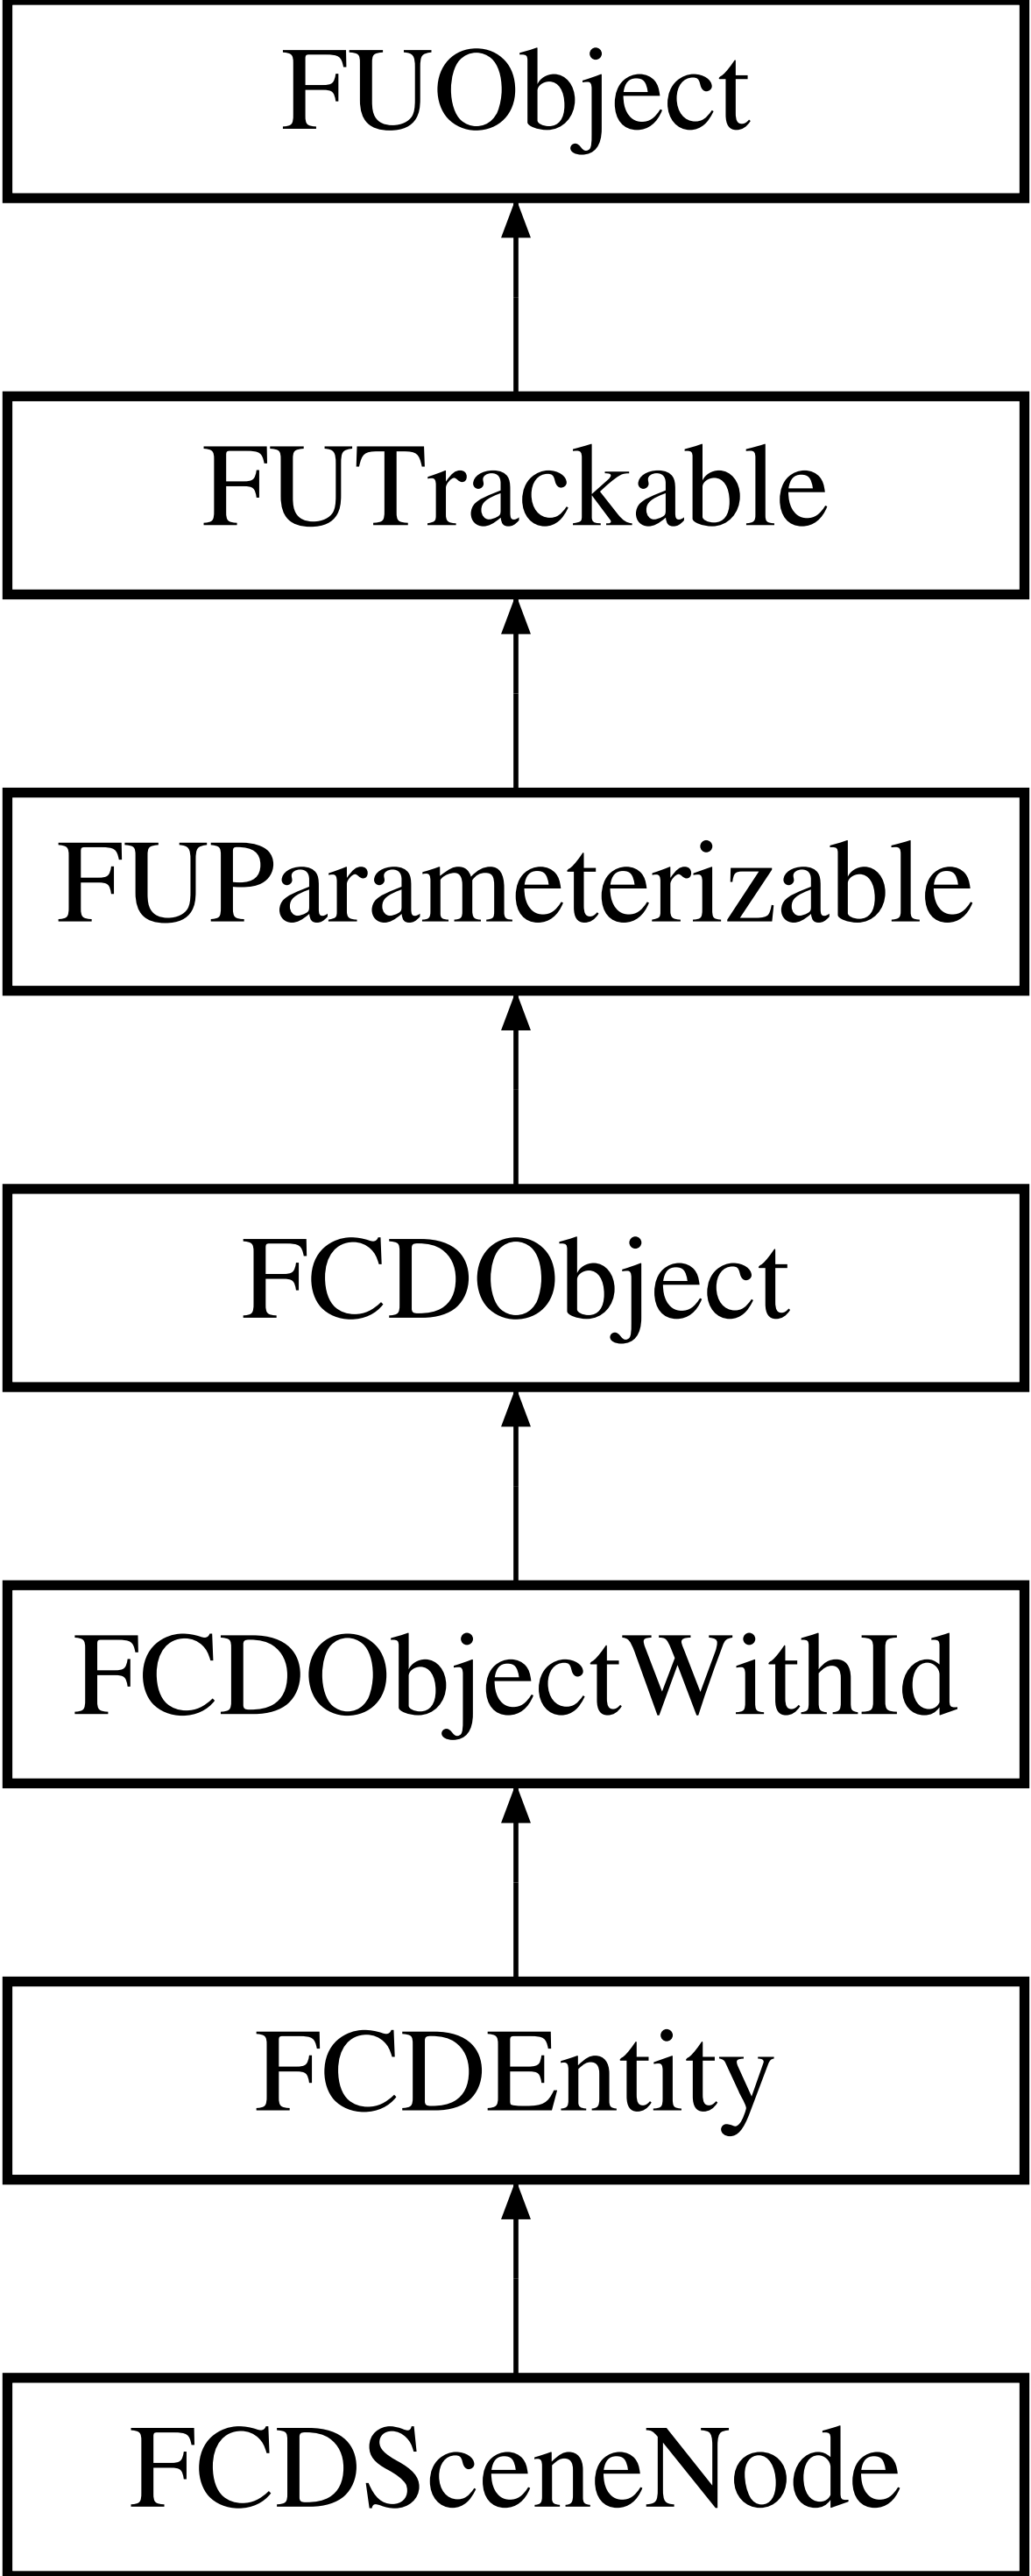 FUObject
FUTrackable
FUParameterizable
FCDObject
FCDObjectWithId
FCDEntity
FCDSceneNode